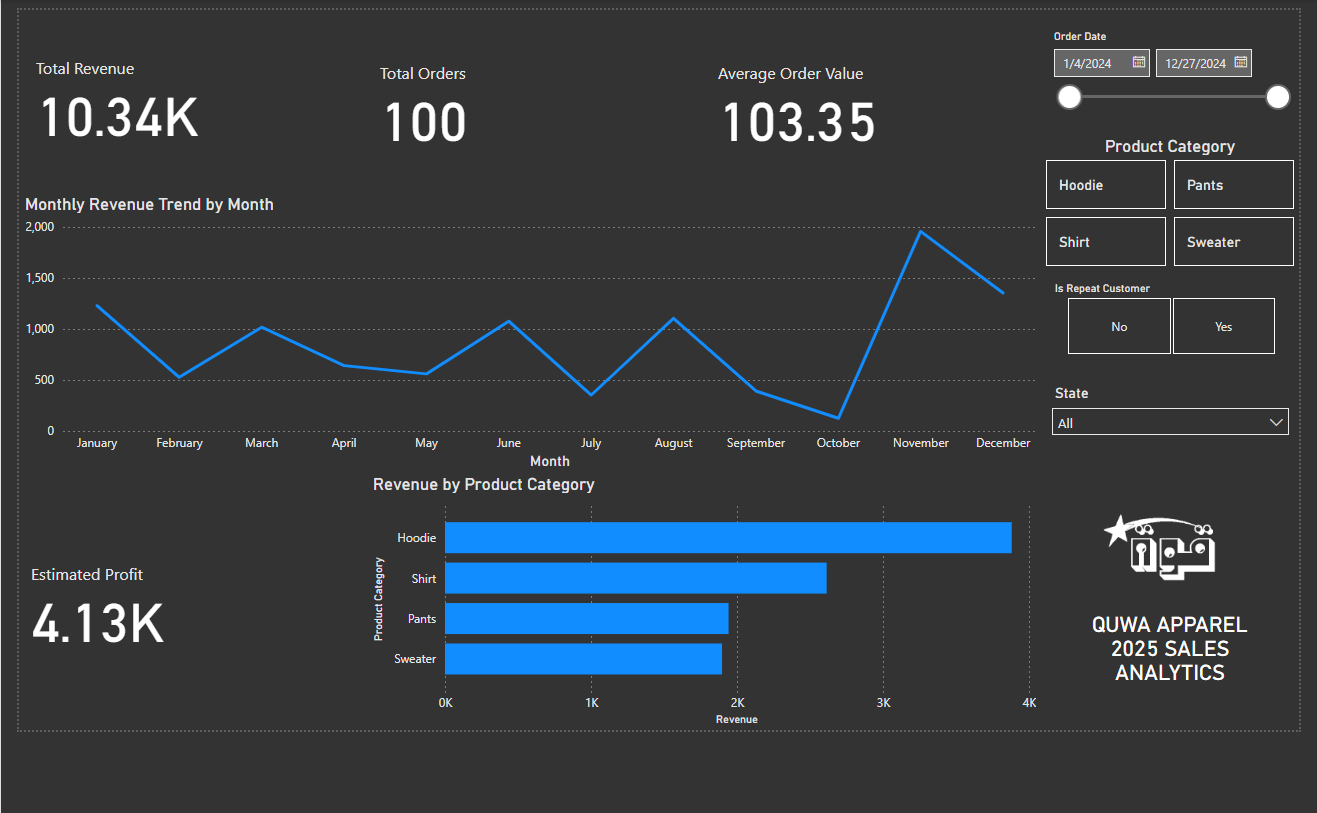 Total Revenue
10.34K
Total Orders
100
Average Order Value
103.35
Order Date
1/4/2024
12/27/2024
Product Category
Hoodie
Pants
Shirt
Sweater
Is Repeat Customer
No
Yes
State
All
Monthly Revenue Trend by Month
2,000
1,500
1,000
500
0
January February March April May June July August September October November December
Month
Revenue by Product Category
Product Category
Hoodie
Shirt
Pants
Sweater
0K 1K 2K 3K 4K
Revenue
Estimated Profit
4.13K
قوة
QUWA APPAREL
2025 SALES
ANALYTICS